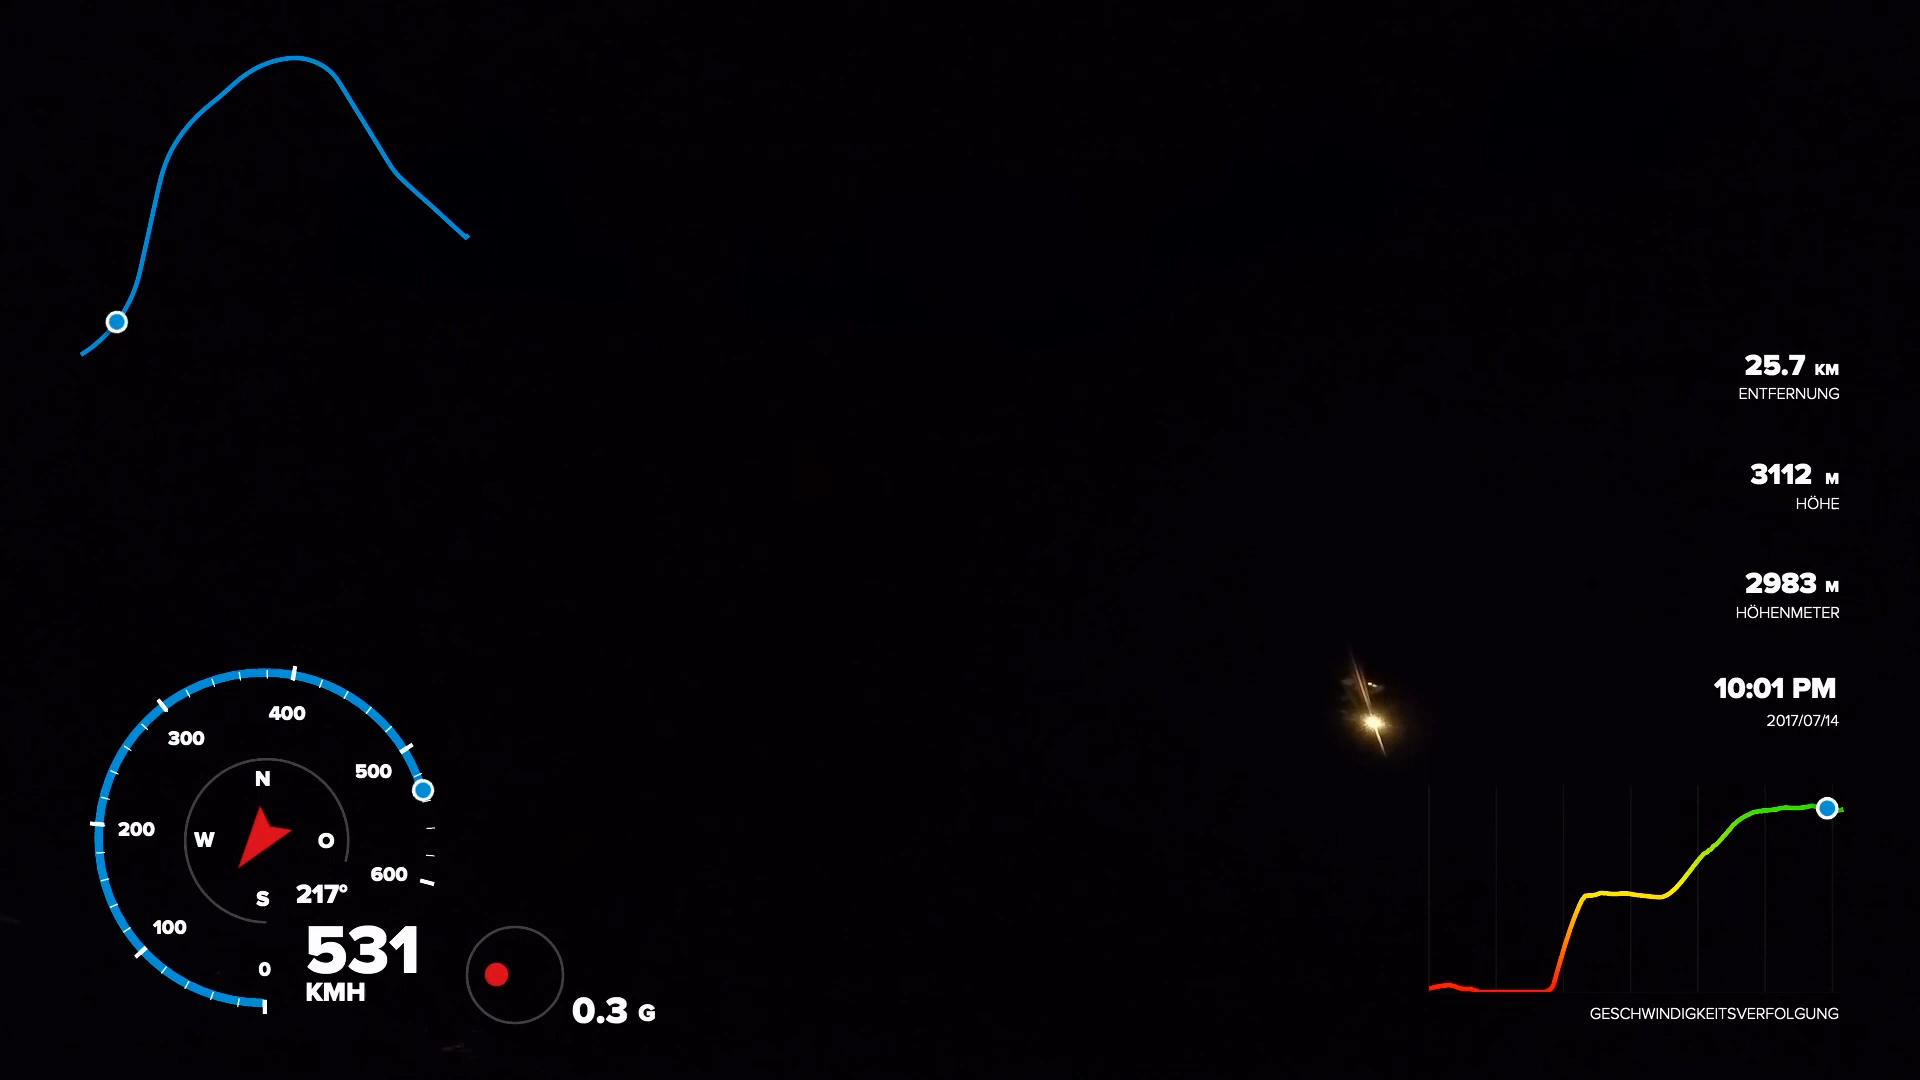 25.7 KM
ENTFERNUNG
3112 M
HÖHE
2983 M
HÖHENMETER
10:01 PM
2017/07/14
400
300
500
N
200
W
O
600
S
217°
100
0
531
KMH
0.3 G
GESCHWINDIGKEITSVERFOLGUNG